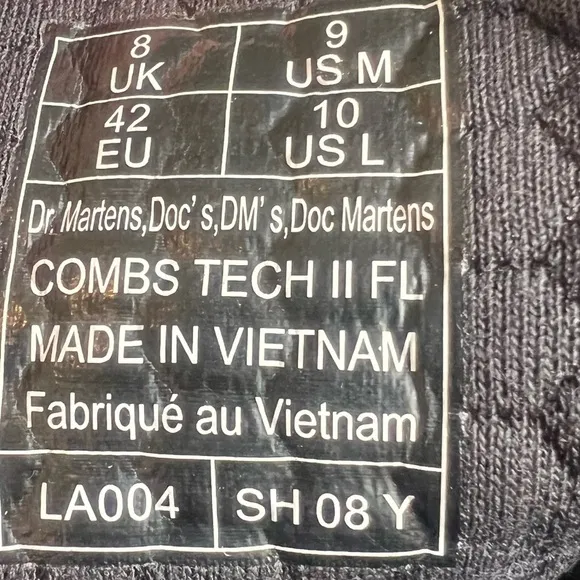 8 9
UK US M
42 10
EU US L
Dr. Martens,Doc's,DM's,Doc Martens
COMBS TECH II FL
MADE IN VIETNAM
Fabriqué au Vietnam
LA004 SH 08 Y